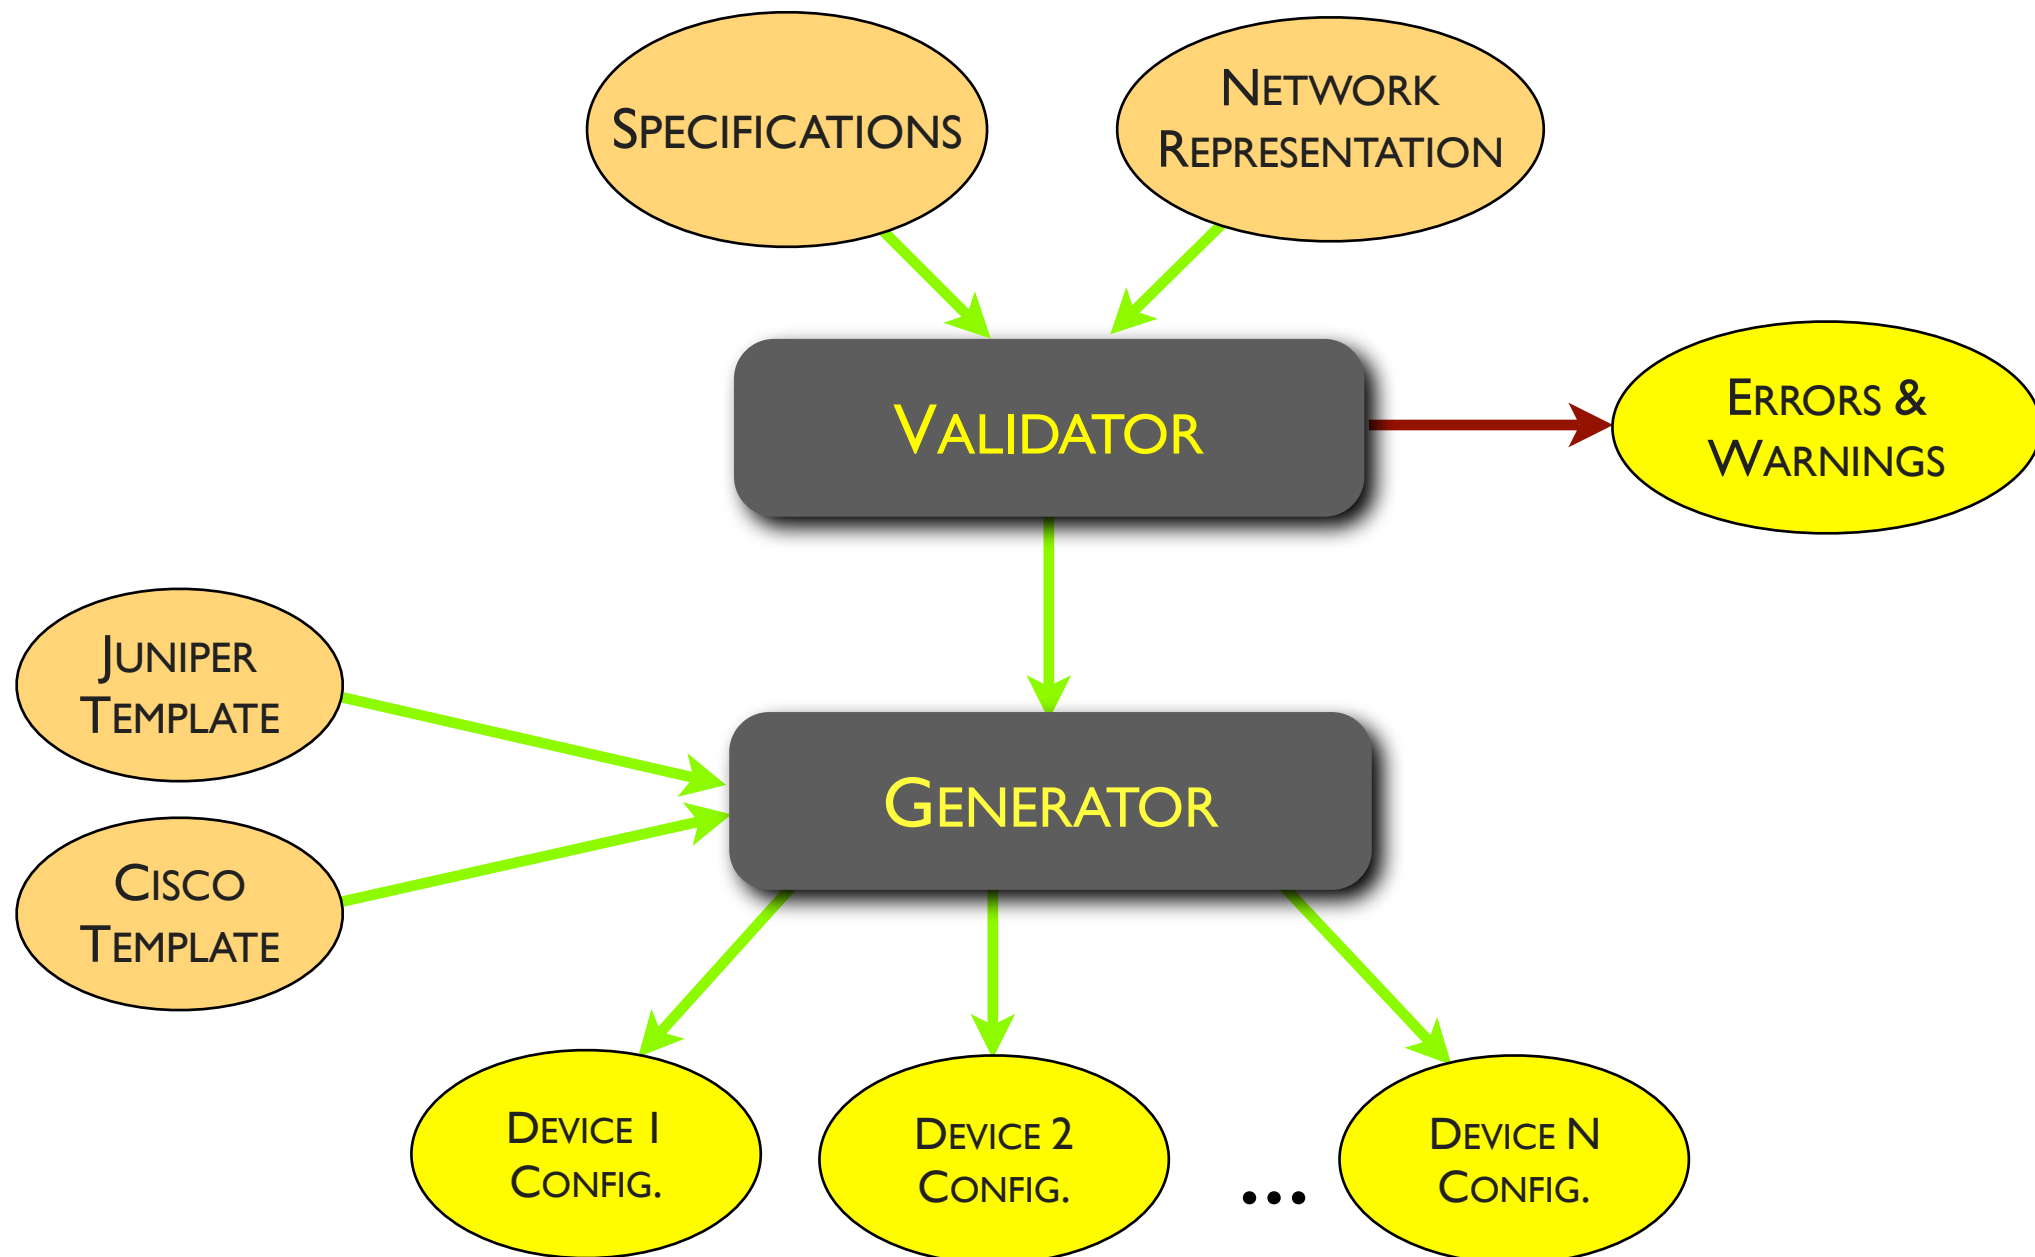 SPECIFICATIONS
NETWORK
REPRESENTATION
VALIDATOR
ERRORS &
WARNINGS
JUNIPER
TEMPLATE
GENERATOR
CISCO
TEMPLATE
DEVICE 1
CONFIG.
DEVICE 2
CONFIG.
...
DEVICE N
CONFIG.